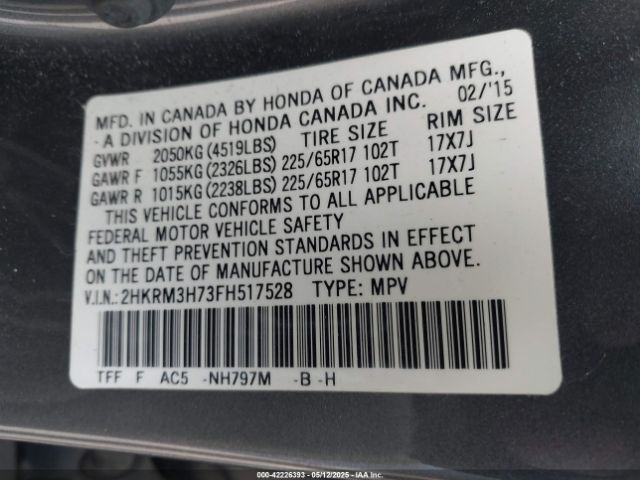 MFD. IN CANADA BY HONDA OF CANADA MFG.,
-A DIVISION OF HONDA CANADA INC. 02/'15
GVWR 2050KG(4519LBS) TIRE SIZE RIM SIZE
GAWR F 1055KG(2326LBS) 225/65R17 102T 17X7J
GAWR R 1015KG(2238LBS) 225/65R17 102T 17X7J
THIS VEHICLE CONFORMS TO ALL APPLICABLE
FEDERAL MOTOR VEHICLE SAFETY
AND THEFT PREVENTION STANDARDS IN EFFECT
ON THE DATE OF MANUFACTURE SHOWN ABOVE.
V.I.N.:2HKRM3H73FH517528 TYPE: MPV
TFF F AC5 -NH797M -B -H
000-42226393 - 05/12/2025 - IAAI.COM